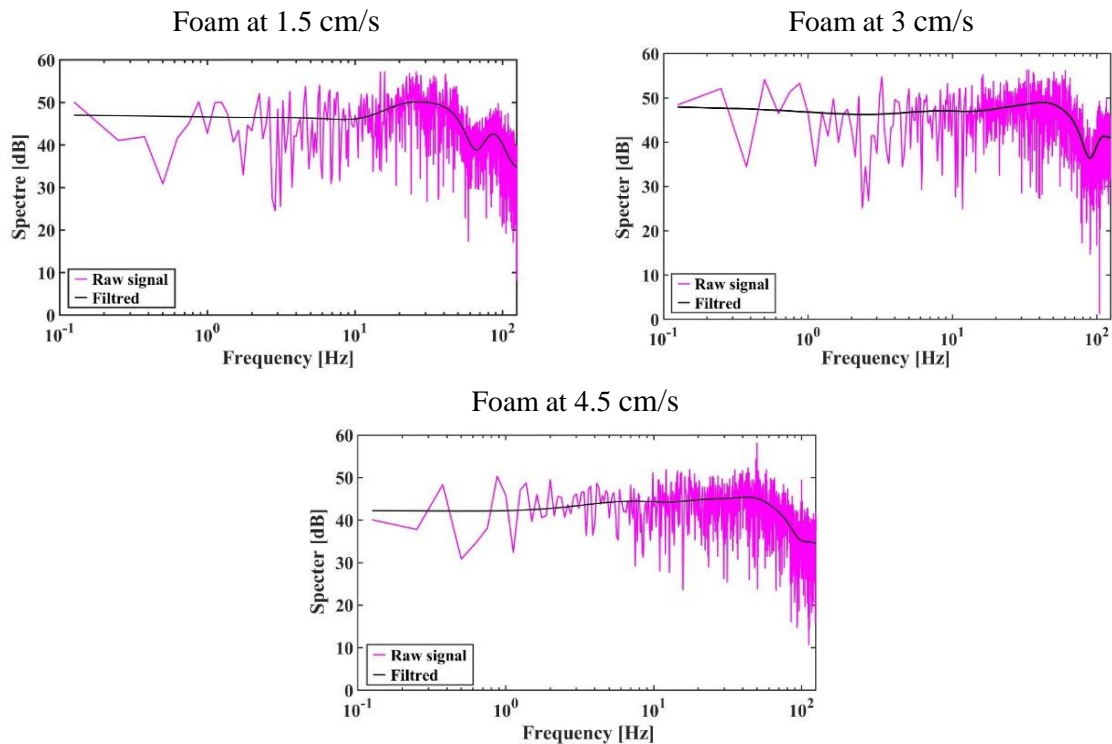 Foam at 1.5 cm/s
60
50
40
30
20
10
0
Spectre [dB]
Raw signal
Filtred
10^-1
10^0
10^1
10^2
Frequency [Hz]
Foam at 3 cm/s
60
50
40
30
20
10
0
Specter [dB]
Raw signal
Filtred
10^-1
10^0
10^1
10^2
Frequency [Hz]
Foam at 4.5 cm/s
60
50
40
30
20
10
0
Specter [dB]
Raw signal
Filtred
10^-1
10^0
10^1
10^2
Frequency [Hz]